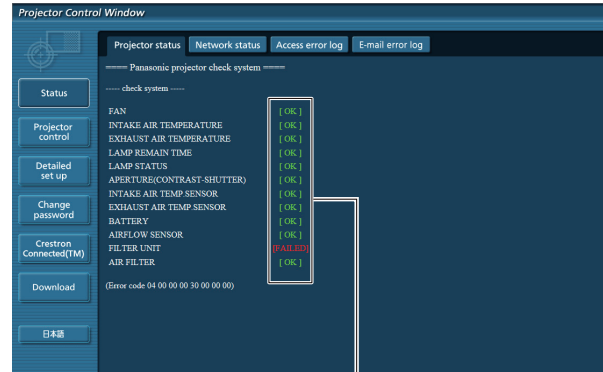 Projector Control Window
Projector status Network status Access error log E-mail error log
==== Panasonic projector check system ====
----- check system -----
Status
FAN [ OK ]
INTAKE AIR TEMPERATURE [ OK ]
Projector control
EXHAUST AIR TEMPERATURE [ OK ]
LAMP REMAIN TIME [ OK ]
LAMP STATUS [ OK ]
Detailed set up
APERTURE(CONTRAST-SHUTTER) [ OK ]
INTAKE AIR TEMP.SENSOR [ OK ]
EXHAUST AIR TEMP.SENSOR [ OK ]
Change password
BATTERY [ OK ]
AIRFLOW SENSOR [ OK ]
FILTER UNIT [FAILED]
Crestron Connected(TM)
AIR FILTER [ OK ]
(Error code 04 00 00 00 30 00 00 00)
Download
日本語